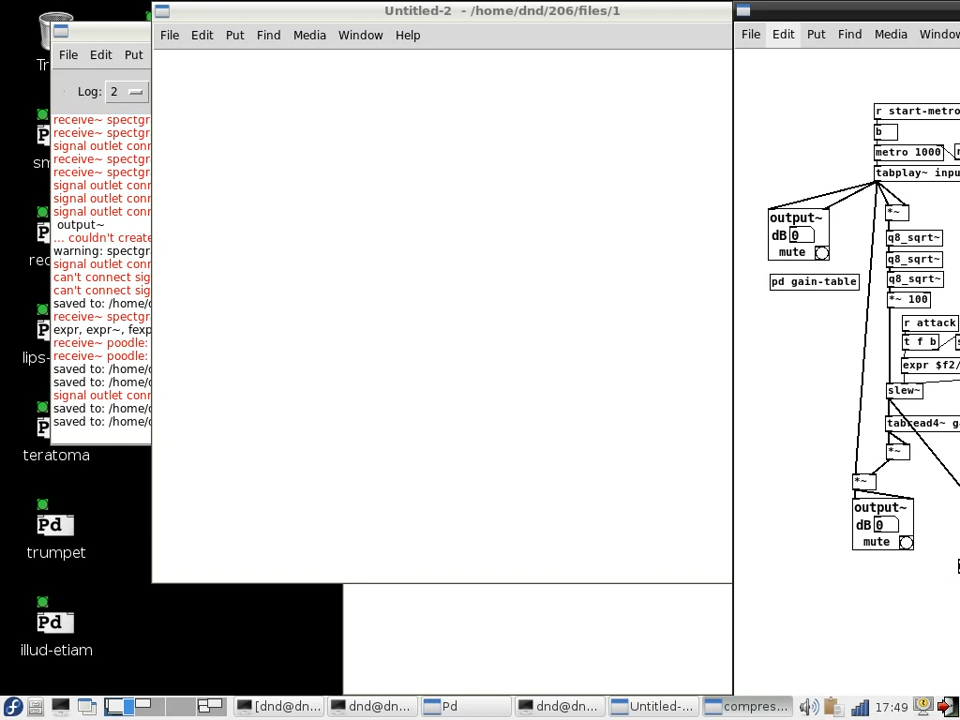 Untitled-2 - /home/dnd/206/files/1
File Edit Put Find Media Window Help
File Edit Put
Log: 2
receive~ spectgr
receive~ spectgr
signal outlet conn
receive~ spectgr
receive~ spectgr
signal outlet conn
signal outlet conn
signal outlet conn
output~
... couldn't create
warning: spectgr
signal outlet conn
can't connect sig
can't connect sig
saved to: /home/d
receive~ spectgr
expr, expr~, fexp
receive~ poodle:
receive~ poodle:
saved to: /home/d
saved to: /home/d
signal outlet conn
saved to: /home/d
saved to: /home/d
Tr
sn
rec
lips-
teratoma
Pd
trumpet
Pd
illud-etiam
File Edit Put Find Media Window
r start-metro
b
metro 1000
tabplay~ inpu
output~
dB 0
mute
*~
pd gain-table
q8_sqrt~
q8_sqrt~
q8_sqrt~
*~ 100
r attack
t f b
expr $f2/
slew~
tabread4~ ga
*~
*~
output~
dB 0
mute
[dnd@dn... dnd@dn... Pd dnd@dn... Untitled-... compres... 17:49